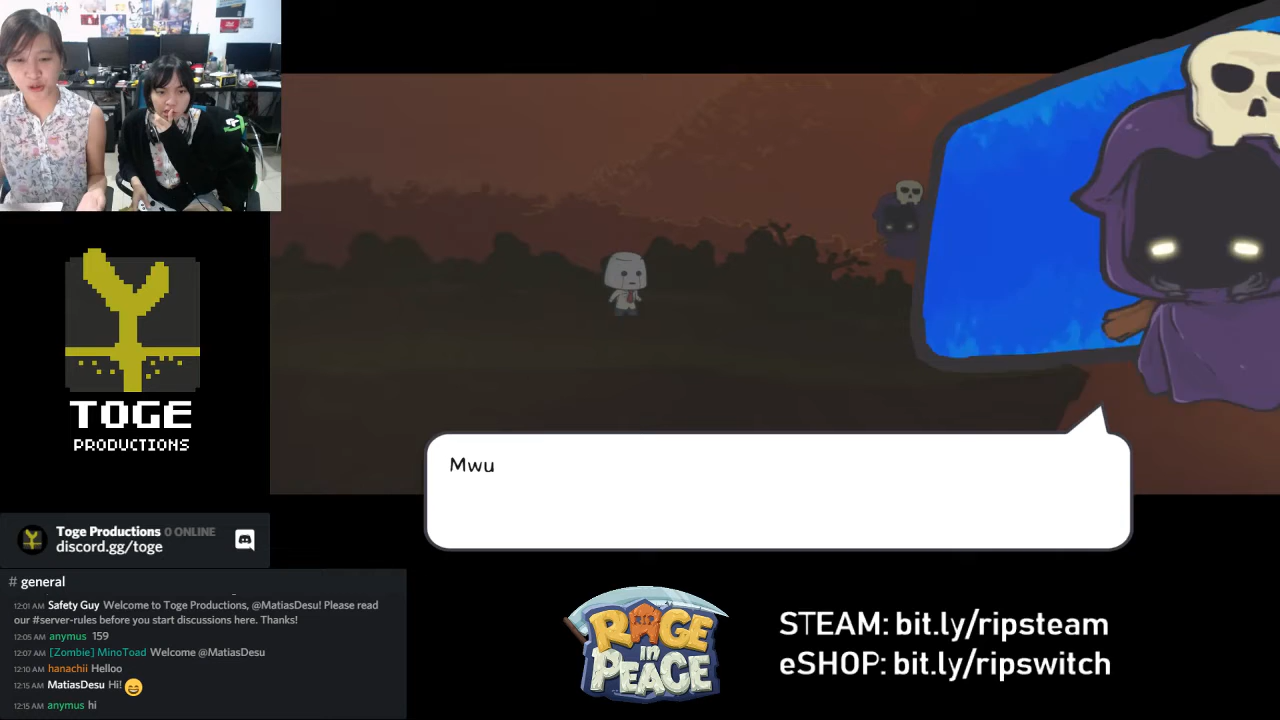 Mwu
TOGE
PRODUCTIONS
Toge Productions 0 ONLINE
discord.gg/toge
# general
12:01 AM Safety Guy Welcome to Toge Productions, @MatiasDesu! Please read
our #server-rules before you start discussions here. Thanks!
12:05 AM anymus 159
12:07 AM [Zombie] MinoToad Welcome @MatiasDesu
12:10 AM hanachii Helloo
12:15 AM MatiasDesu Hi!
12:15 AM anymus hi
RIP
RAGE
in
PEACE
STEAM: bit.ly/ripsteam
eSHOP: bit.ly/ripswitch